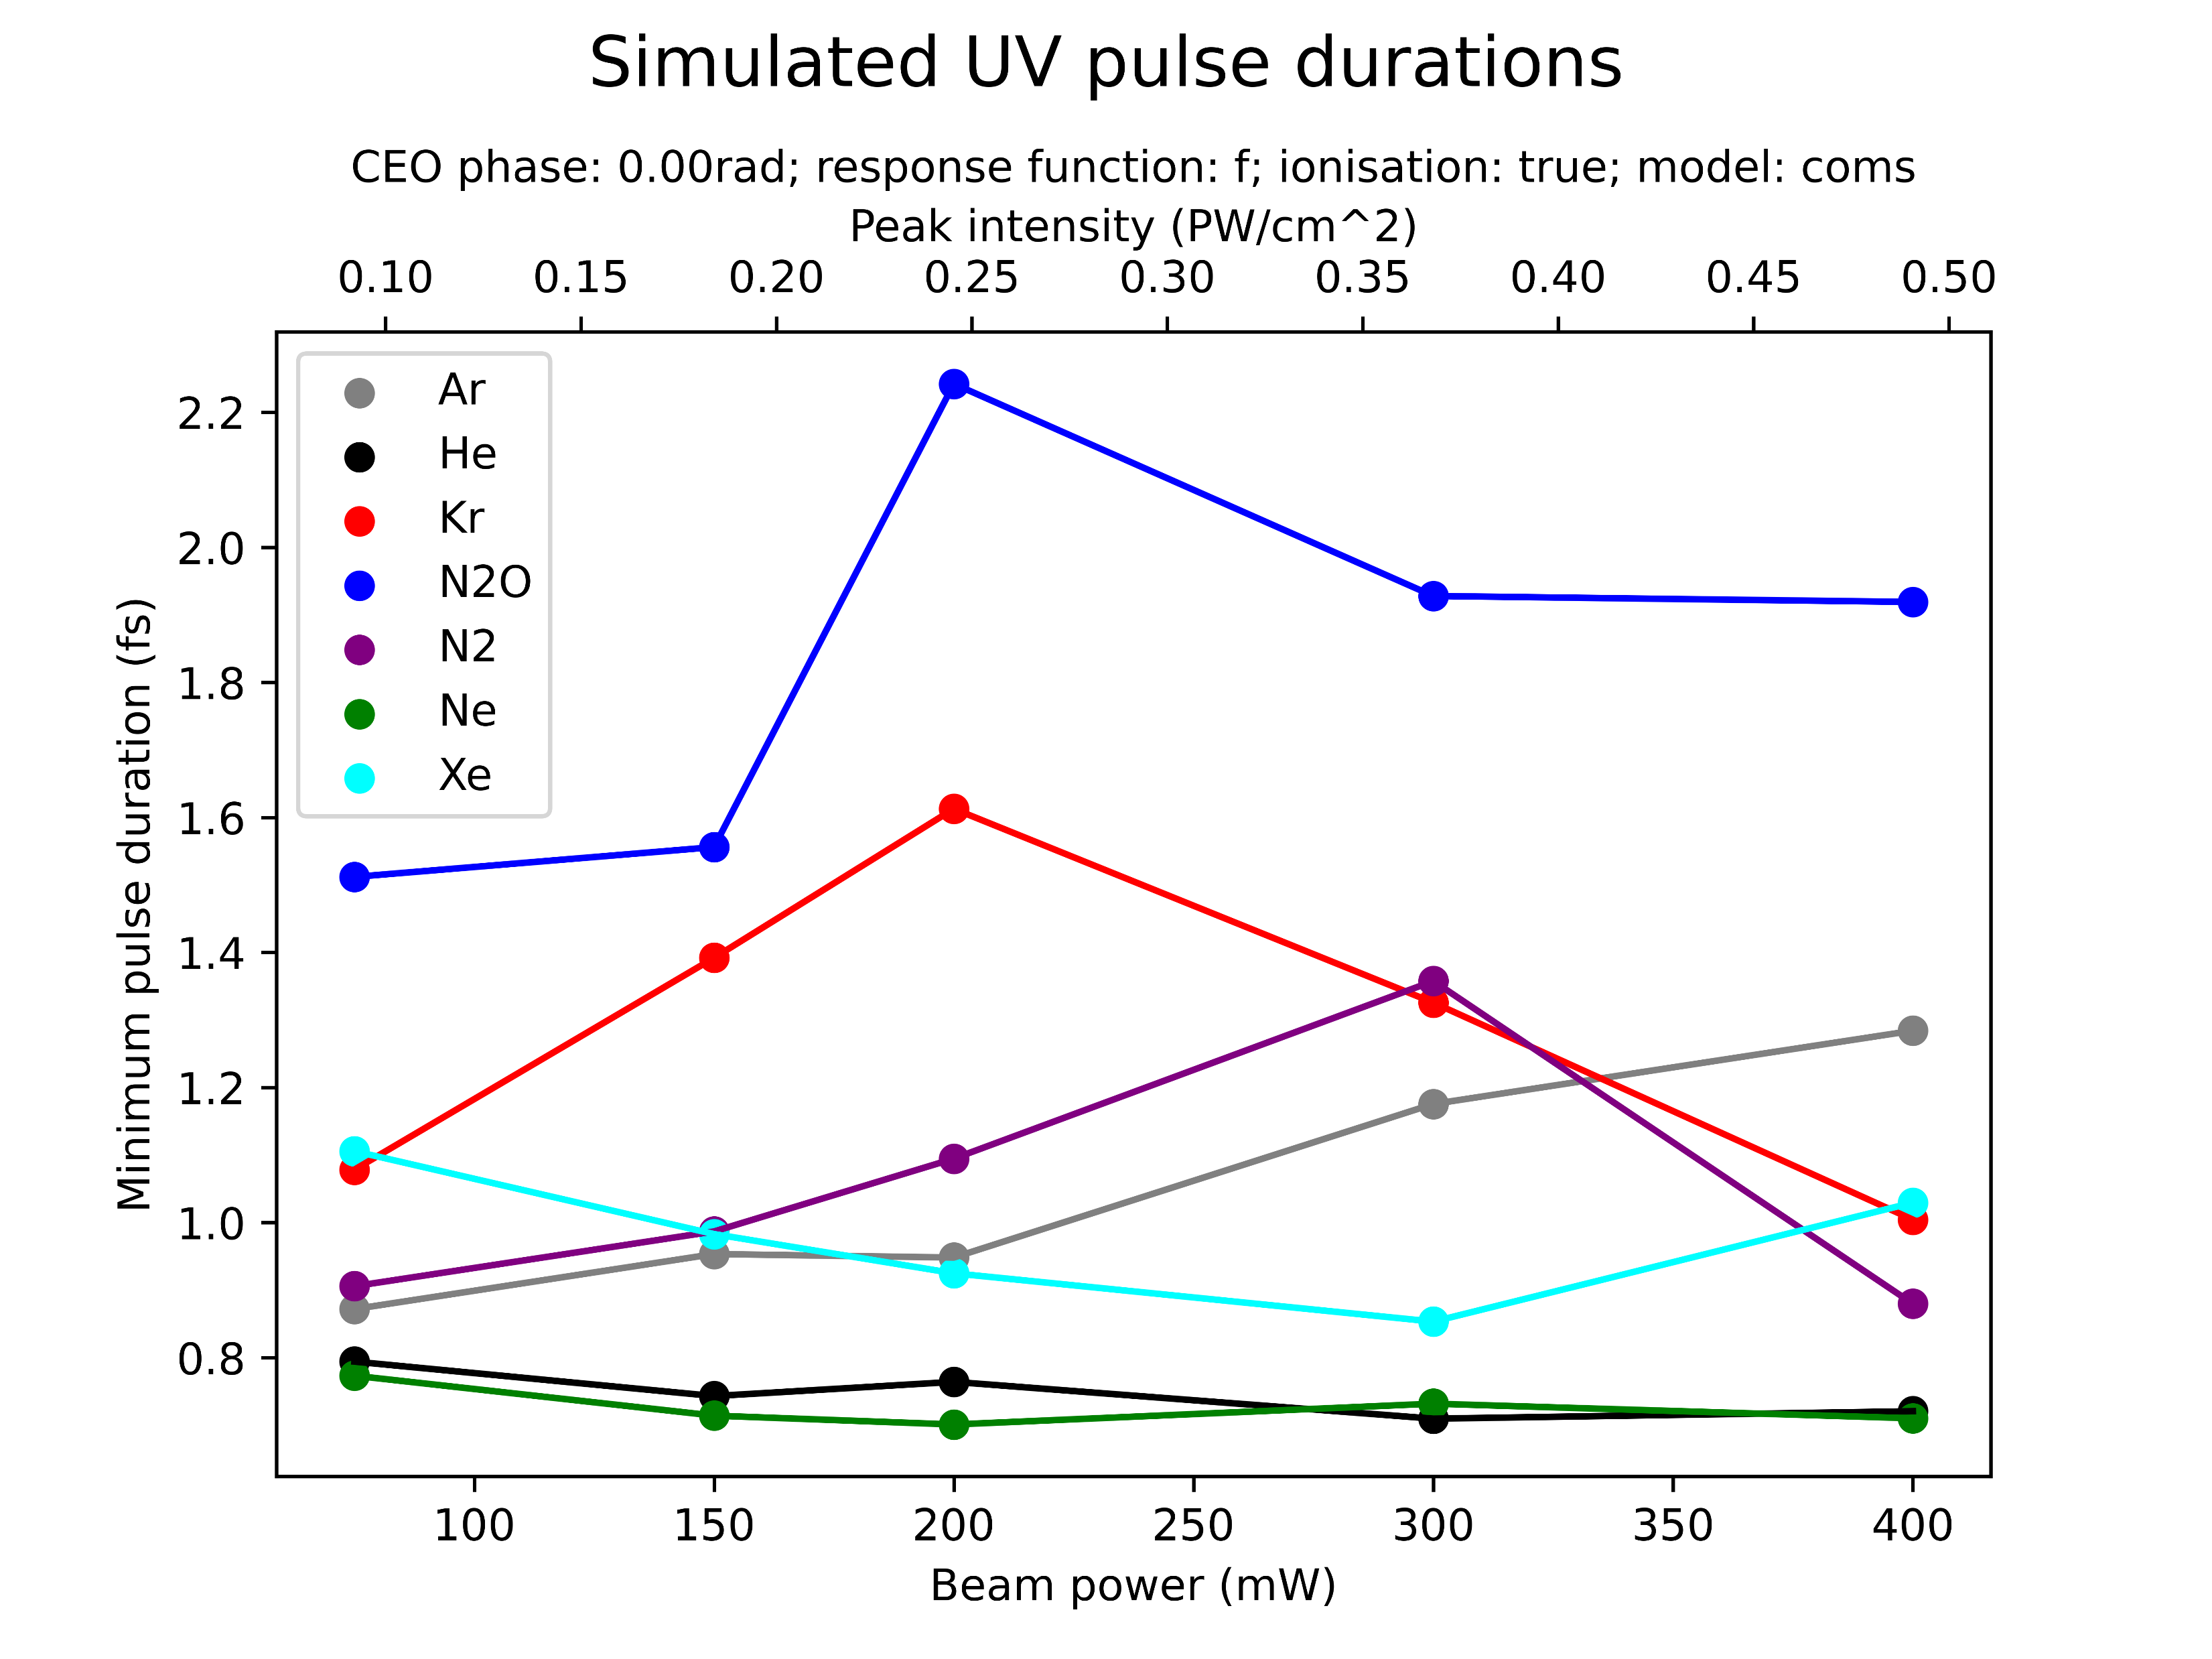 Simulated UV pulse durations
CEO phase: 0.00rad; response function: f; ionisation: true; model: coms
Peak intensity (PW/cm^2)
0.10 0.15 0.20 0.25 0.30 0.35 0.40 0.45 0.50
Ar
He
Kr
N2O
N2
Ne
Xe
Minimum pulse duration (fs)
2.2
2.0
1.8
1.6
1.4
1.2
1.0
0.8
100 150 200 250 300 350 400
Beam power (mW)